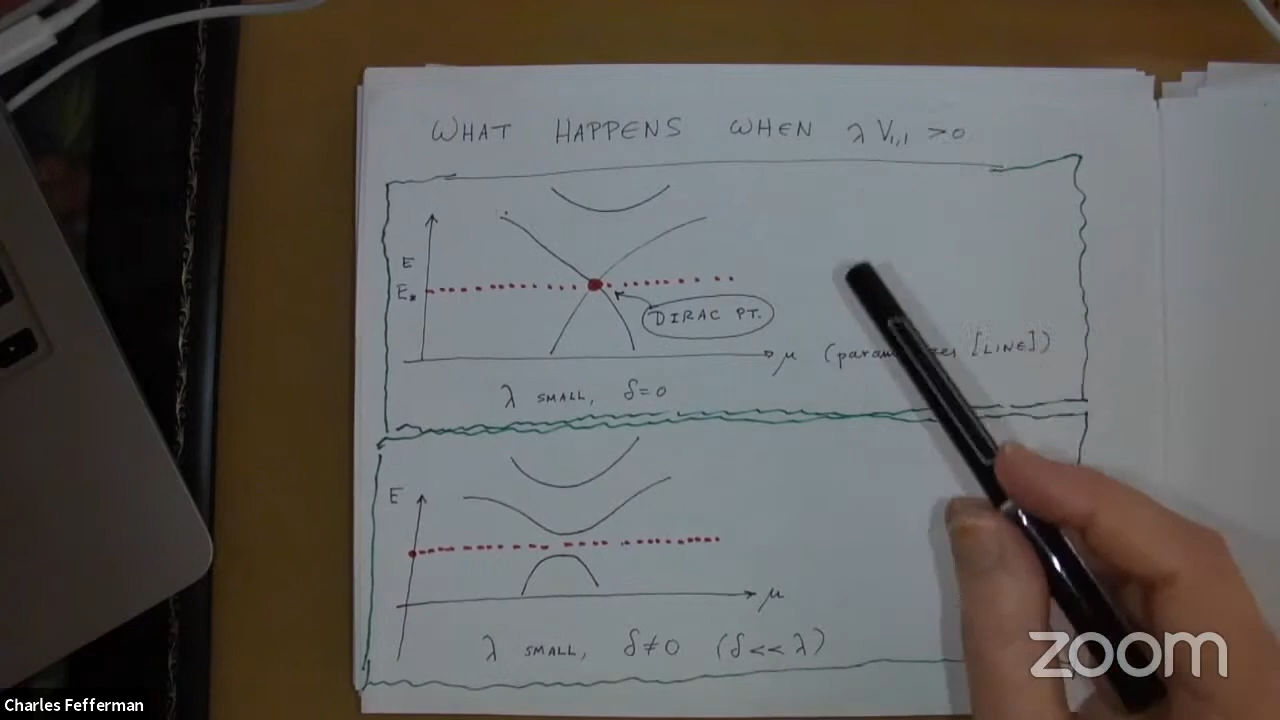 WHAT HAPPENS WHEN λ V₁,₁ >0
E
E*
DIRAC PT.
μ [LINE])
λ SMALL, δ=0
E
μ
λ SMALL, δ≠0 (δ<<λ)
zoom
Charles Fefferman